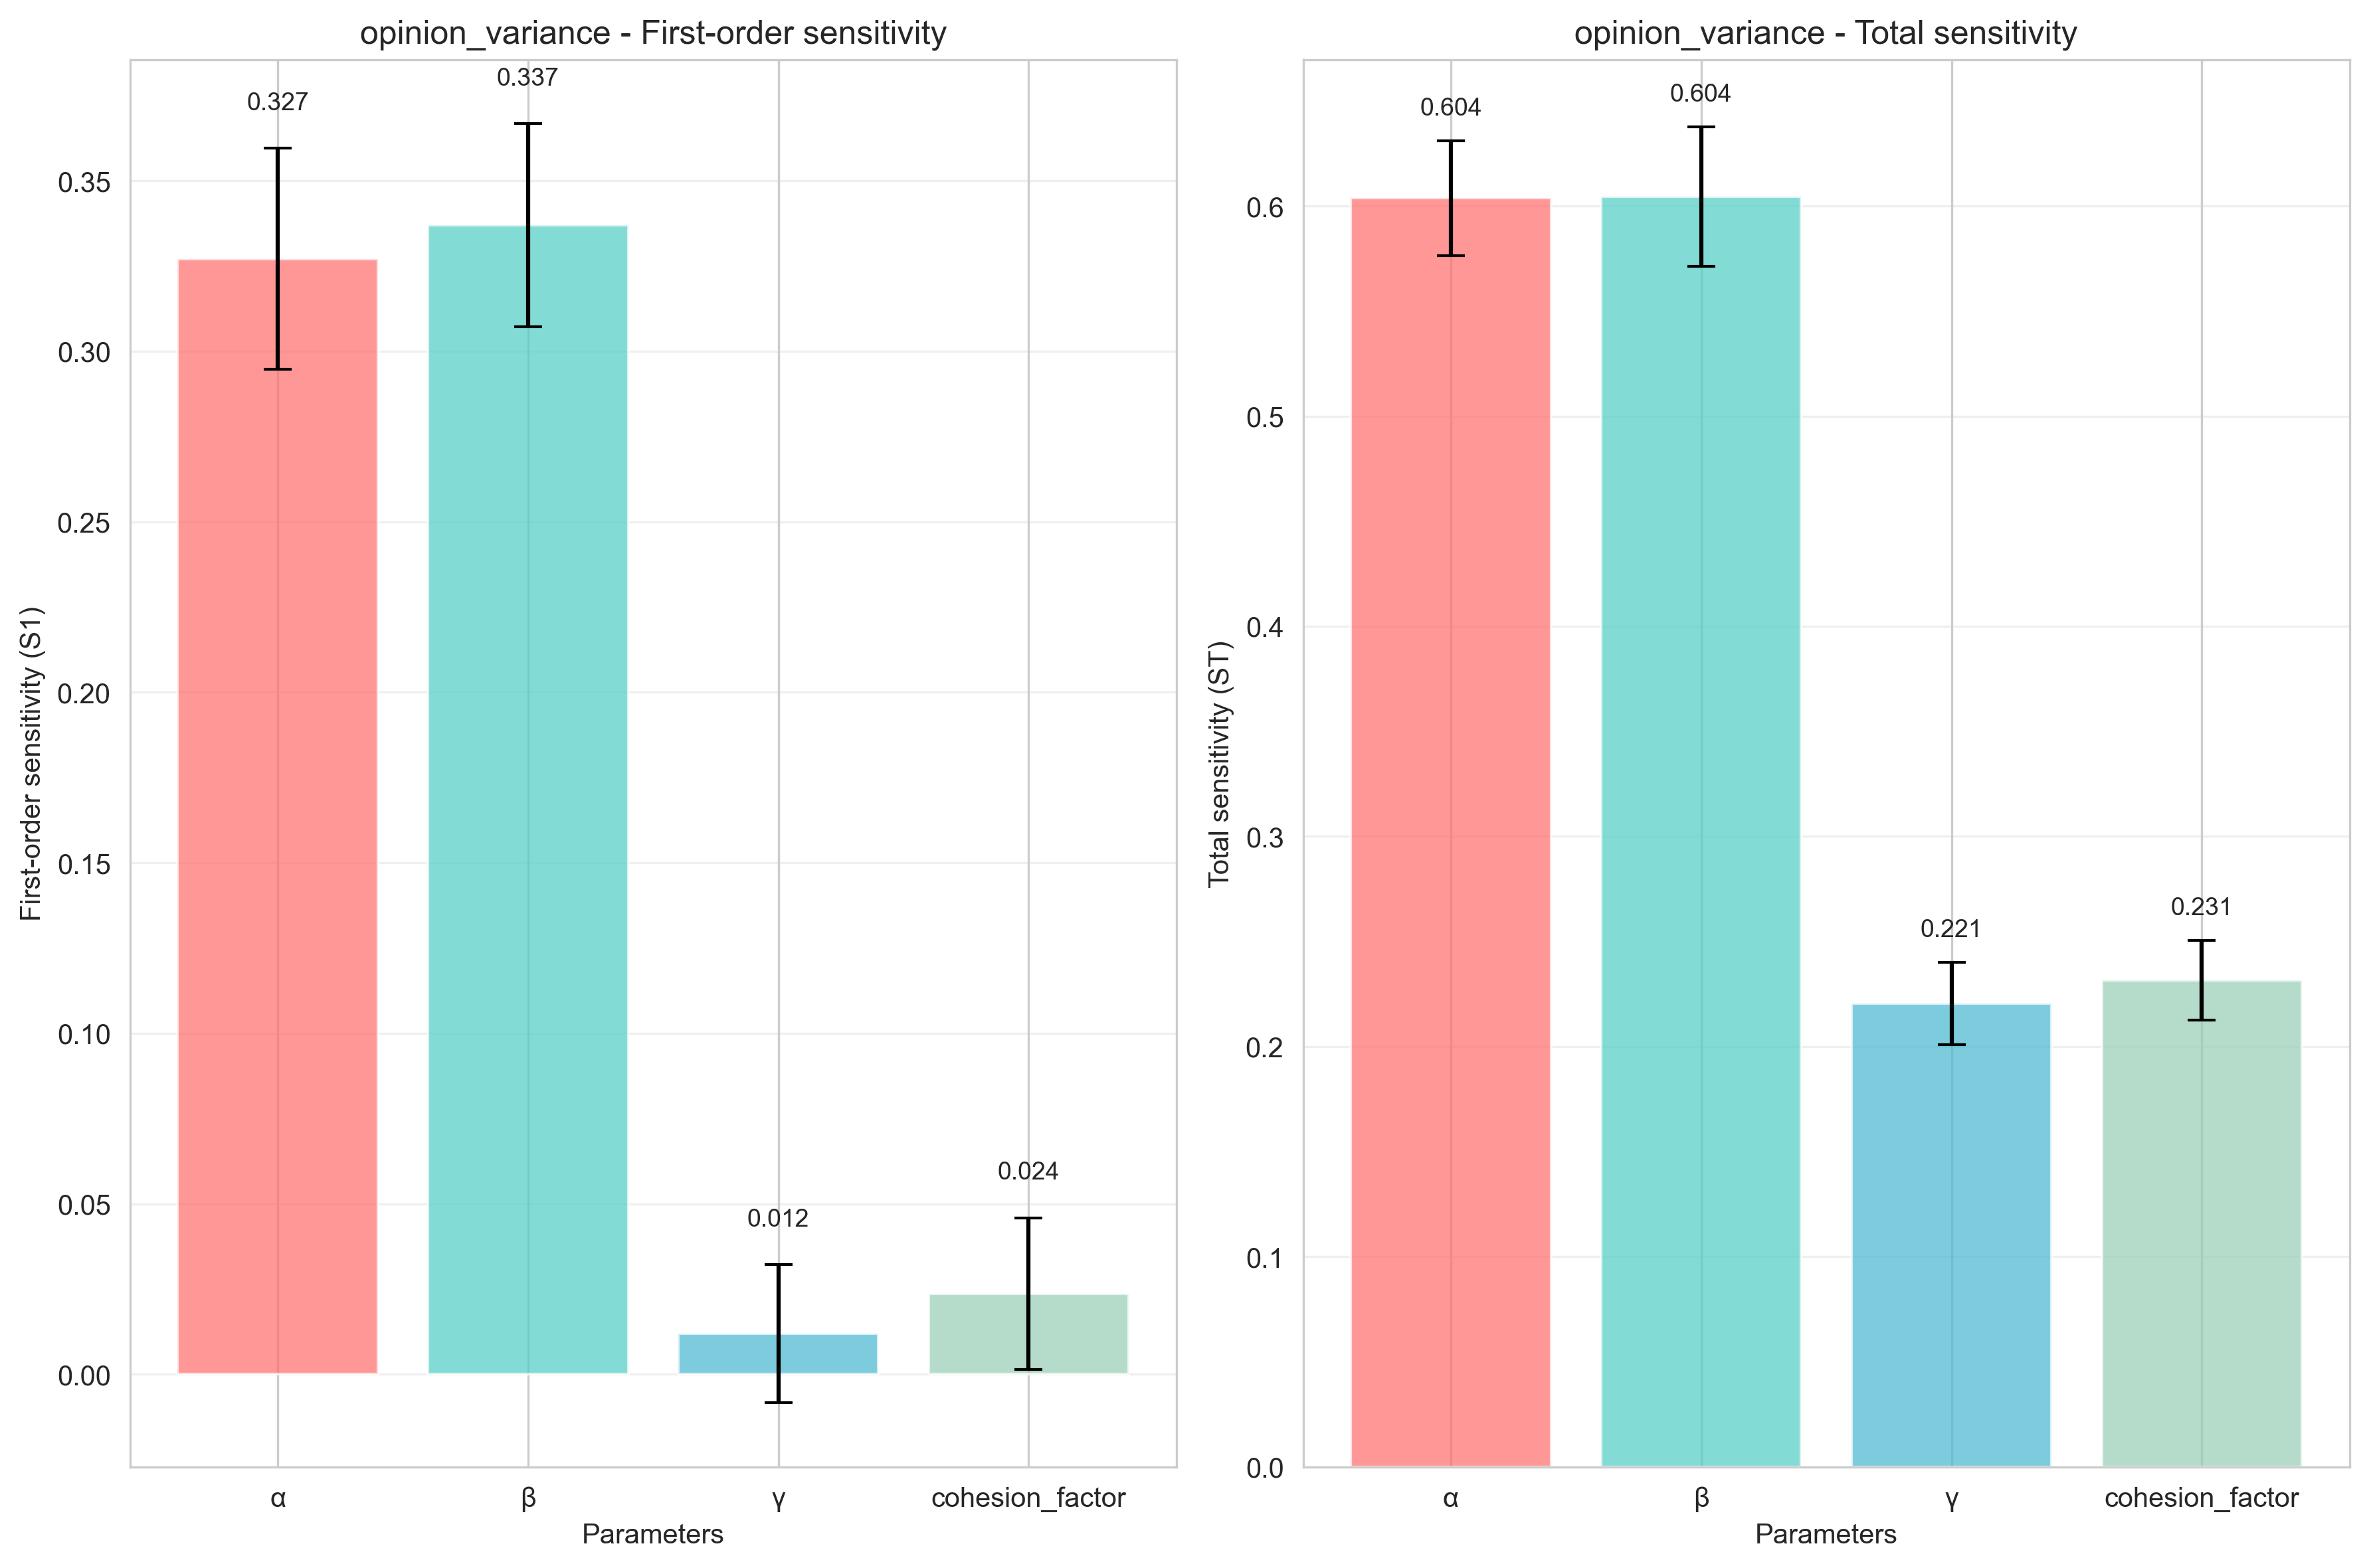 opinion_variance - First-order sensitivity
0.327
0.337
0.012
0.024
0.35
0.30
0.25
0.20
0.15
0.10
0.05
0.00
First-order sensitivity (S1)
α
β
γ
cohesion_factor
Parameters
opinion_variance - Total sensitivity
0.604
0.604
0.221
0.231
0.6
0.5
0.4
0.3
0.2
0.1
0.0
Total sensitivity (ST)
α
β
γ
cohesion_factor
Parameters